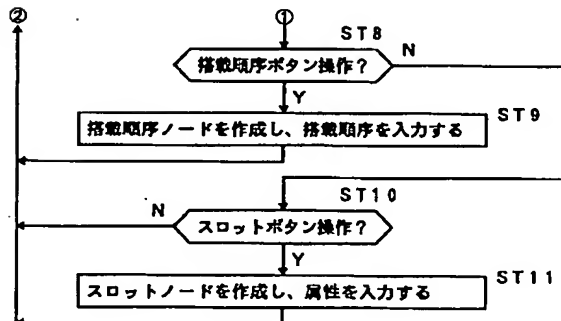 ② ①
ST8
搭載順序ボタン操作？ N
Y
ST9
搭載順序ノードを作成し、搭載順序を入力する
ST10
N
スロットボタン操作？
Y
ST11
スロットノードを作成し、属性を入力する